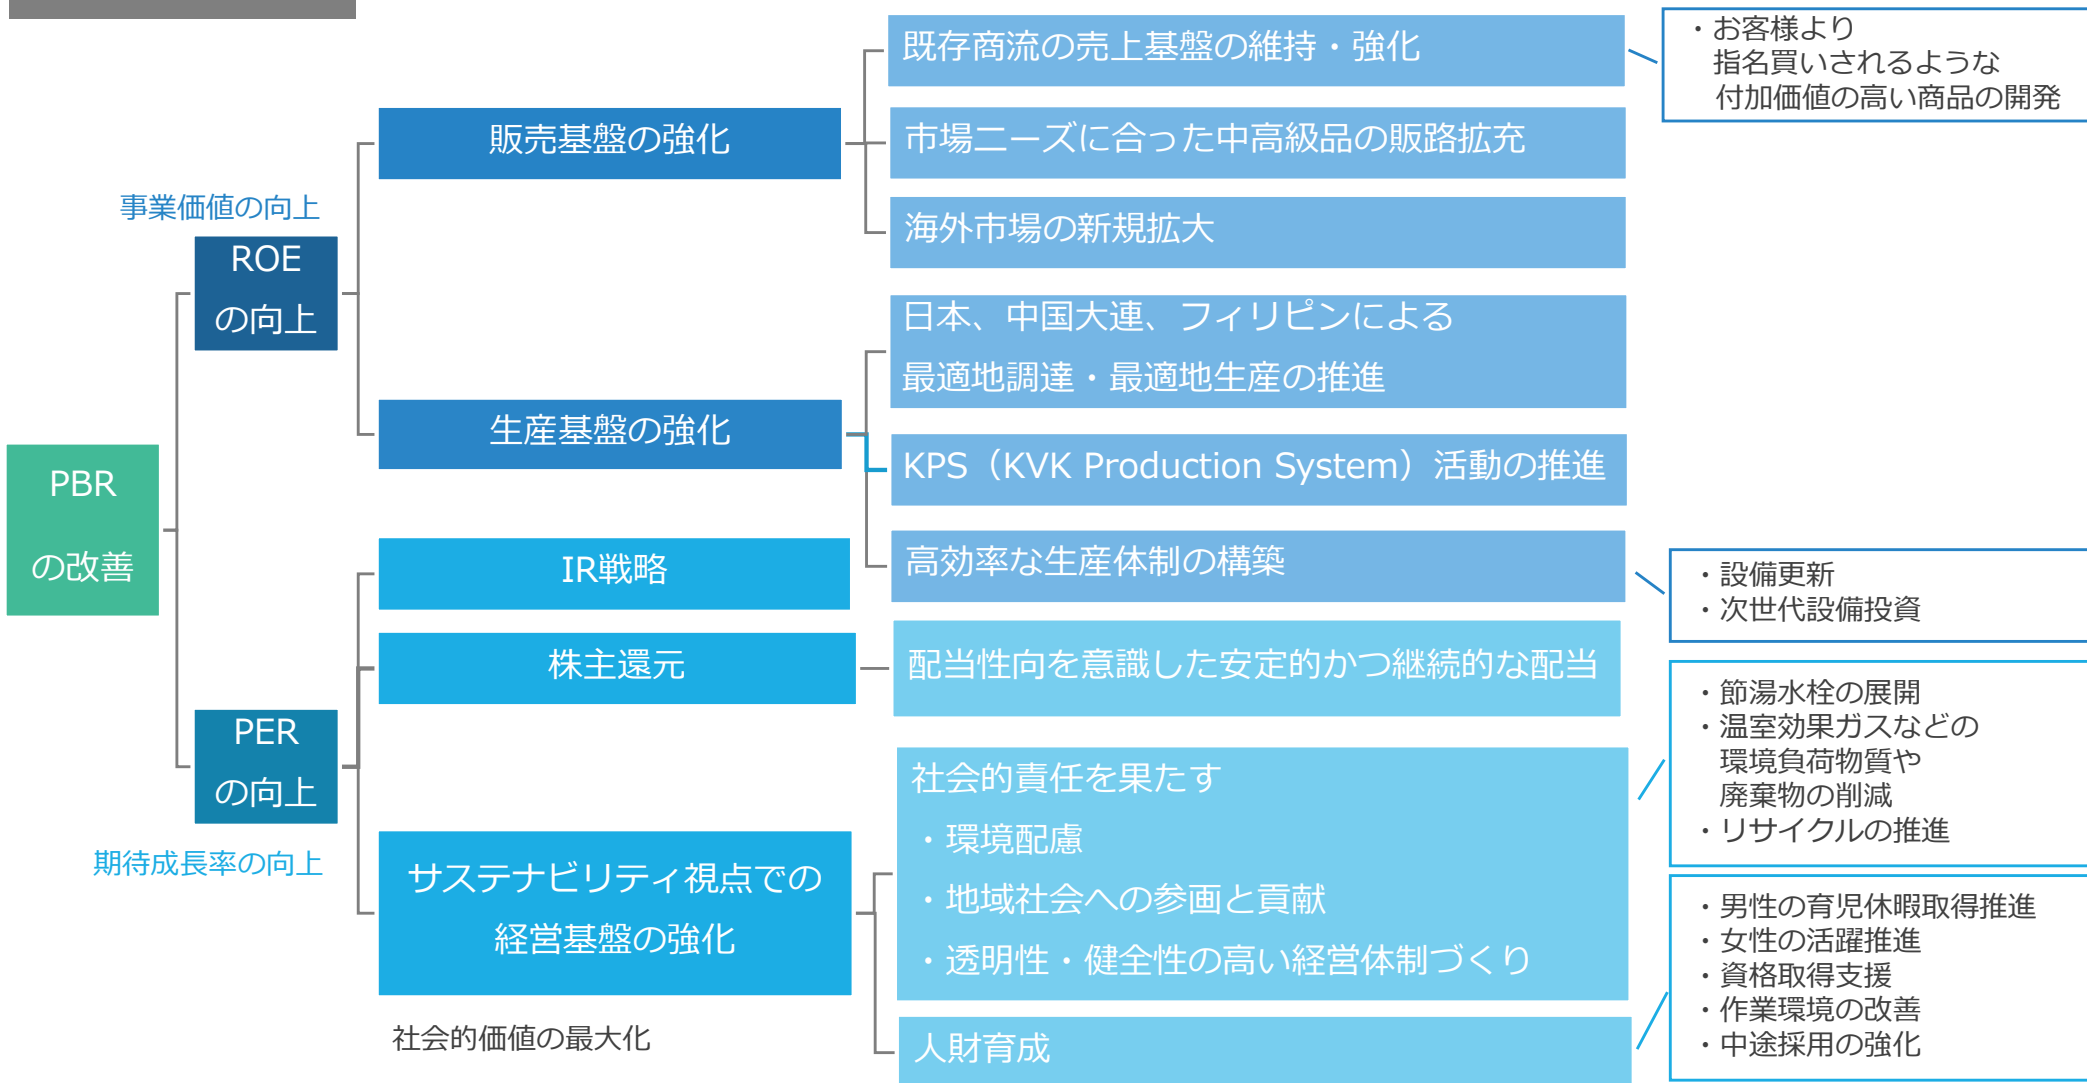 PBR
の改善
事業価値の向上
ROE
の向上
PER
の向上
期待成長率の向上
販売基盤の強化
生産基盤の強化
IR戦略
株主還元
サステナビリティ視点での
経営基盤の強化
社会的価値の最大化
既存商流の売上基盤の維持・強化
市場ニーズに合った中高級品の販路拡充
海外市場の新規拡大
日本、中国大連、フィリピンによる
最適地調達・最適地生産の推進
KPS（KVK Production System）活動の推進
高効率な生産体制の構築
配当性向を意識した安定的かつ継続的な配当
社会的責任を果たす
・環境配慮
・地域社会への参画と貢献
・透明性・健全性の高い経営体制づくり
人財育成
・お客様より
指名買いされるような
付加価値の高い商品の開発
・設備更新
・次世代設備投資
・節湯水栓の展開
・温室効果ガスなどの
環境負荷物質や
廃棄物の削減
・リサイクルの推進
・男性の育児休暇取得推進
・女性の活躍推進
・資格取得支援
・作業環境の改善
・中途採用の強化